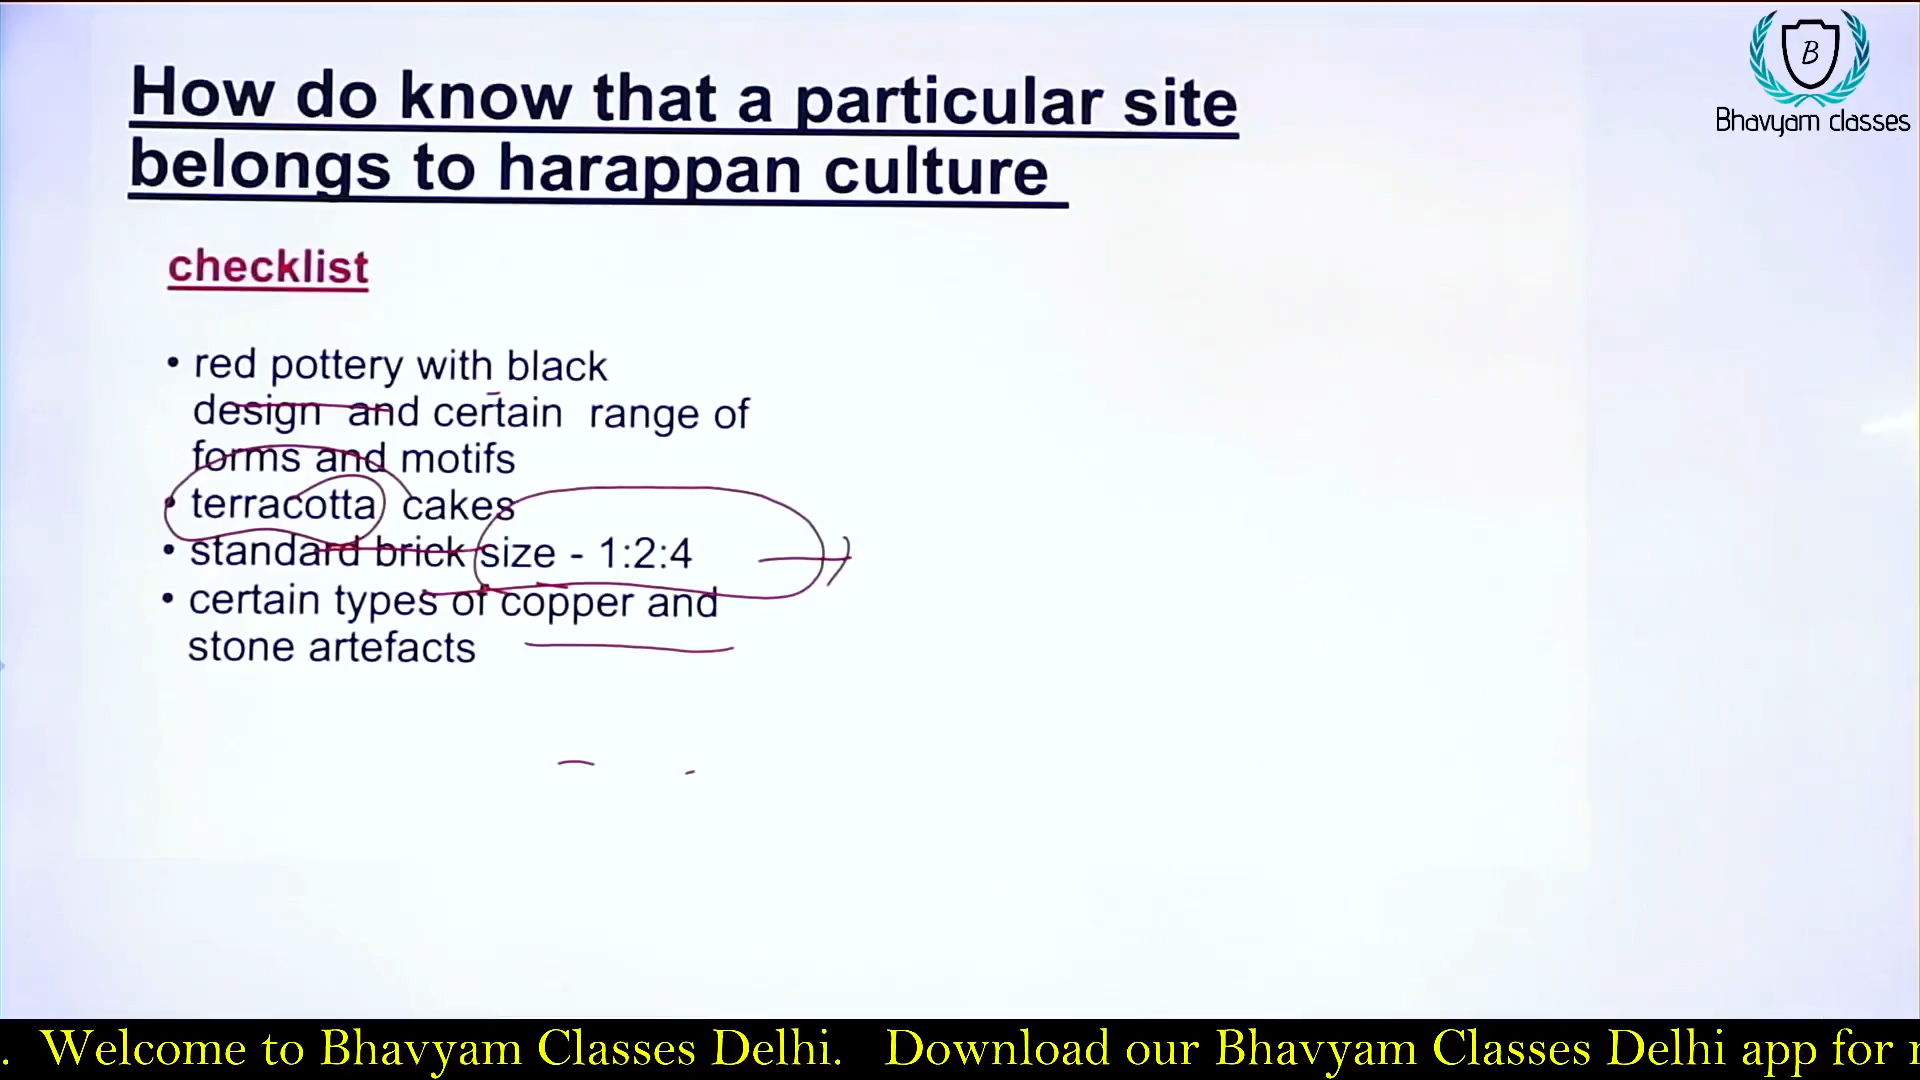 B
Bhavyam classes
How do know that a particular site
belongs to harappan culture
checklist
• red pottery with black
design and certain range of
forms and motifs
• terracotta cakes
• standard brick size - 1:2:4
• certain types of copper and
stone artefacts
. Welcome to Bhavyam Classes Delhi. Download our Bhavyam Classes Delhi app for